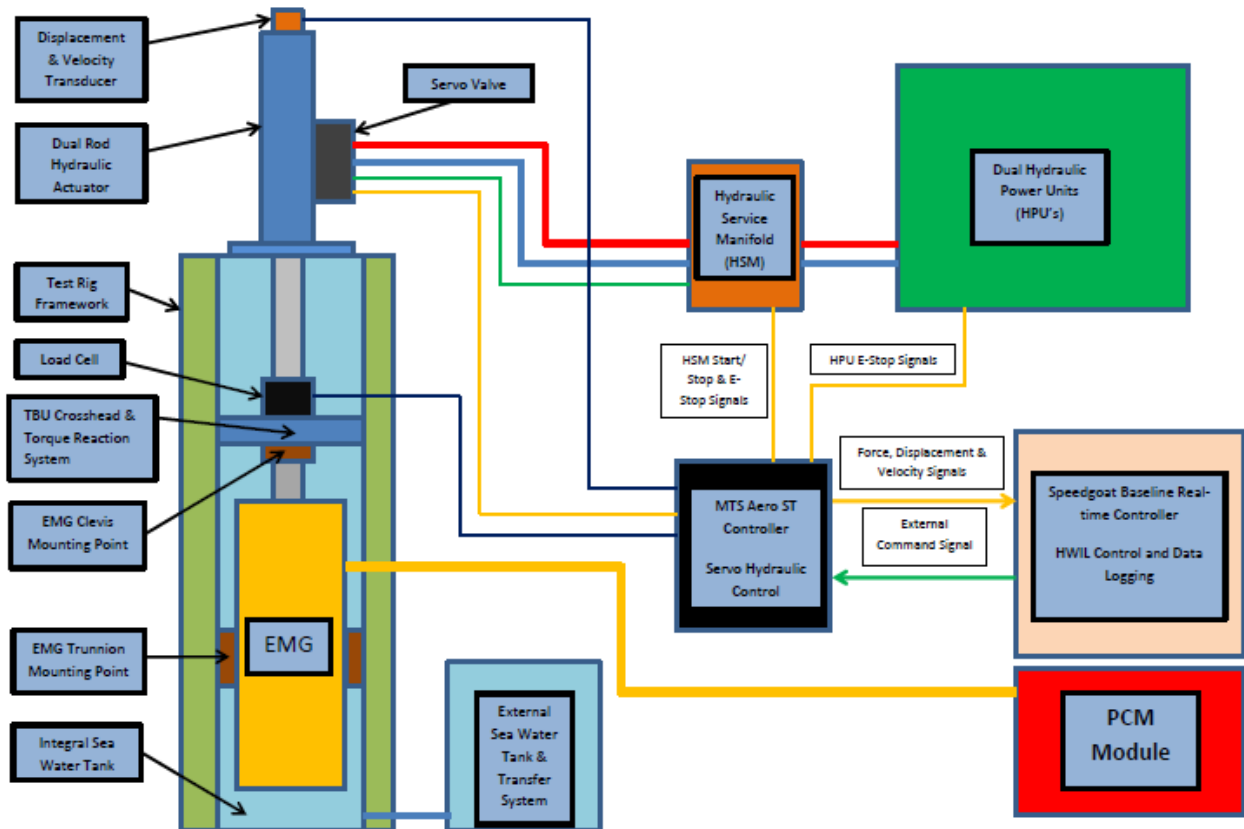 Displacement
& Velocity
Transducer
Dual Rod
Hydraulic
Actuator
Servo Valve
Test Rig
Framework
Load Cell
TBU Crosshead &
Torque Reaction
System
EMG Clevis
Mounting Point
EMG Trunnion
Mounting Point
Integral Sea
Water Tank
EMG
External
Sea Water
Tank &
Transfer
System
Hydraulic
Service
Manifold
(HSM)
Dual Hydraulic
Power Units
(HPU's)
HSM Start/
Stop & E-
Stop Signals
HPU E-Stop Signals
MTS Aero ST
Controller
Servo Hydraulic
Control
Force, Displacement &
Velocity Signals
External
Command Signal
Speedgoat Baseline Real-
time Controller
HWIL Control and Data
Logging
PCM
Module